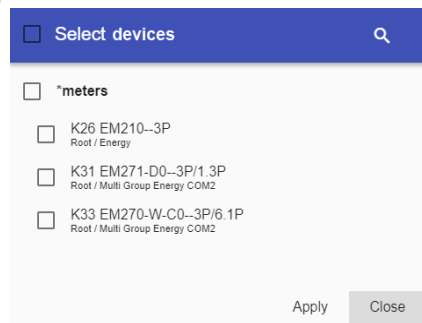 Select devices
*meters
K26 EM210--3P
Root / Energy
K31 EM271-D0--3P/1.3P
Root / Multi Group Energy COM2
K33 EM270-W-C0--3P/6.1P
Root / Multi Group Energy COM2
Apply Close